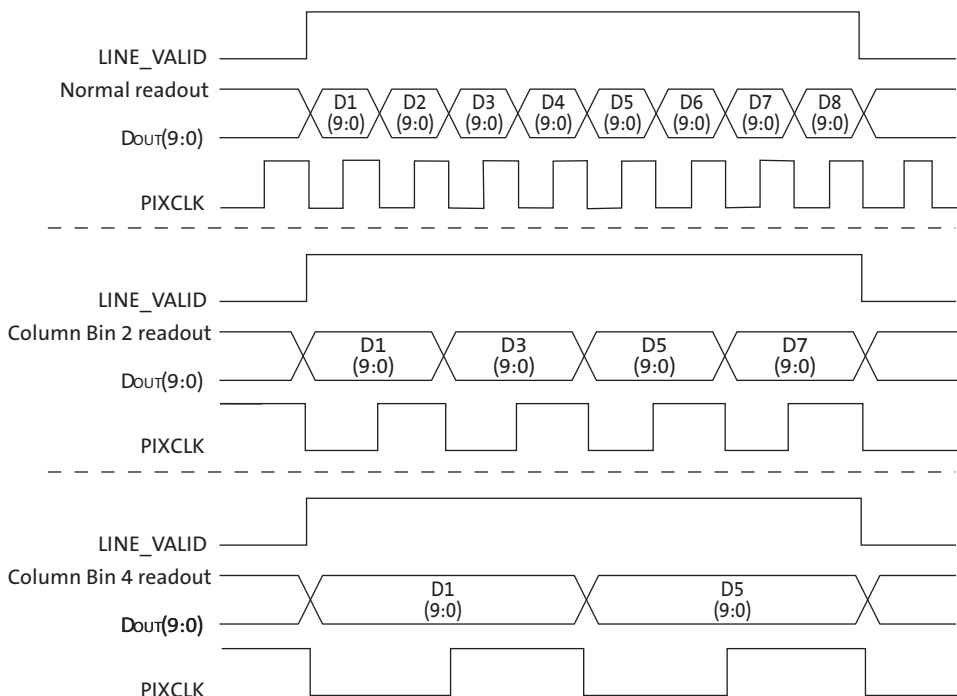 LINE_VALID
Normal readout
D1 D2 D3 D4 D5 D6 D7 D8
(9:0) (9:0) (9:0) (9:0) (9:0) (9:0) (9:0) (9:0)
DOUT(9:0)
PIXCLK
LINE_VALID
Column Bin 2 readout
D1 D3 D5 D7
(9:0) (9:0) (9:0) (9:0)
DOUT(9:0)
PIXCLK
LINE_VALID
Column Bin 4 readout
D1 D5
(9:0) (9:0)
DOUT(9:0)
PIXCLK